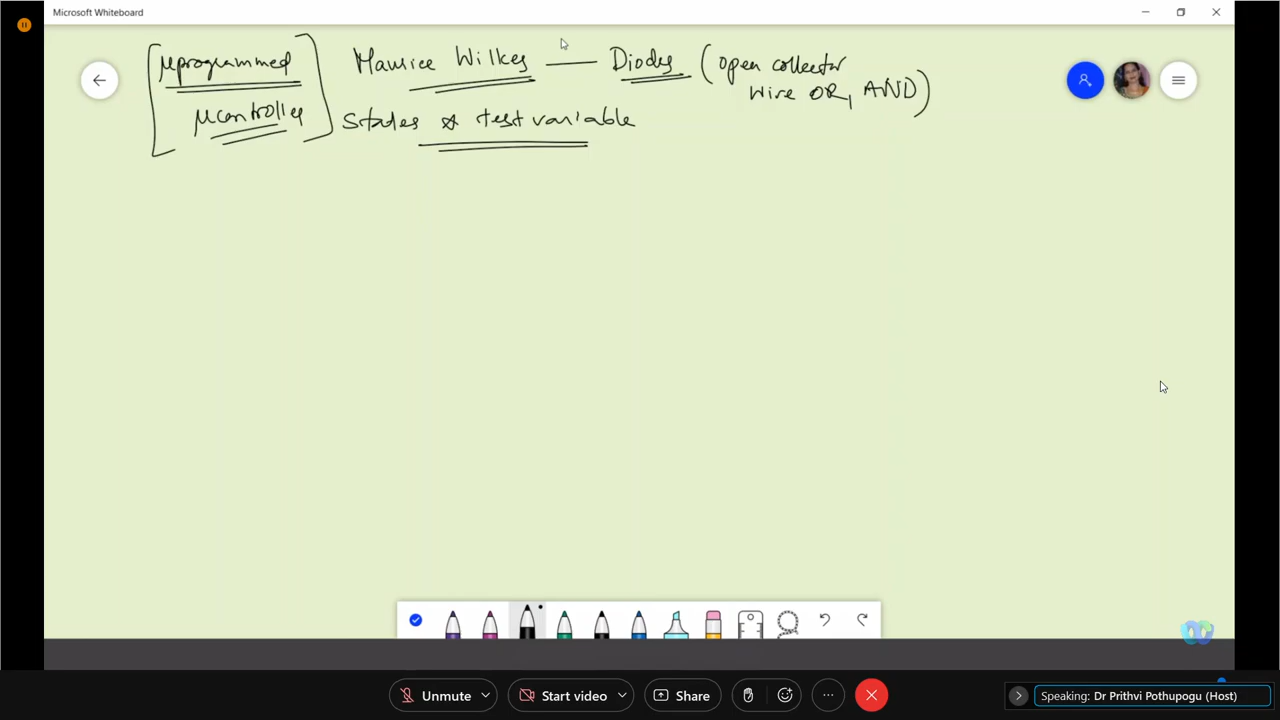 Microsoft Whiteboard
μprogrammed
μcontroller
Maurice Wilkes — Diodes (open collector
wire OR, AND)
States & test variable
Unmute
Start video
Share
Speaking: Dr Prithvi Pothupogu (Host)